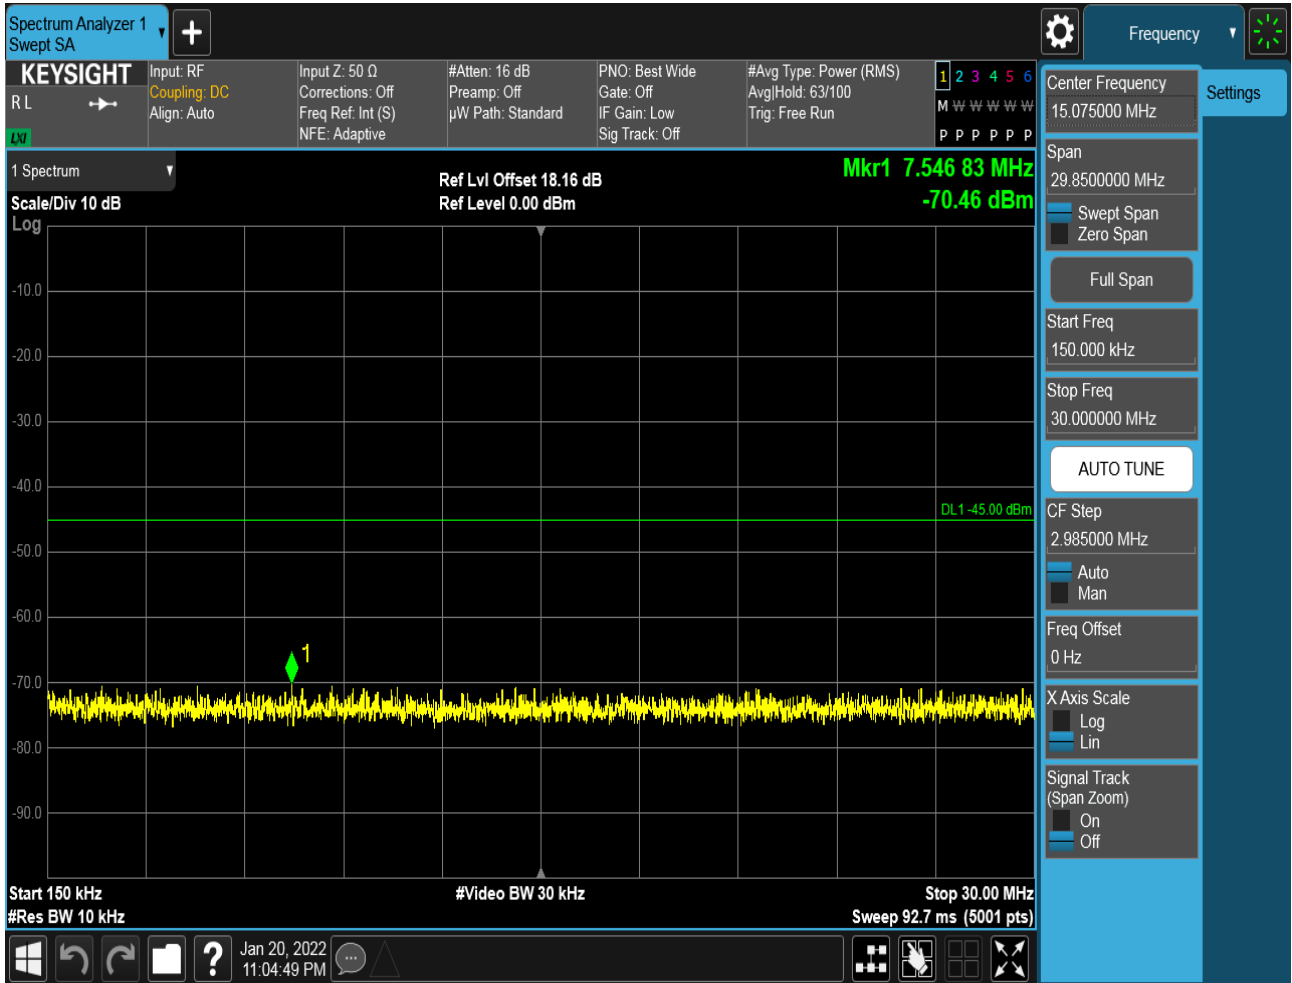 Spectrum Analyzer 1
Swept SA
Frequency
KEYSIGHT
R L
LXI
Input: RF
Coupling: DC
Align: Auto
Input Z: 50 Ω
Corrections: Off
Freq Ref: Int (S)
NFE: Adaptive
#Atten: 16 dB
Preamp: Off
µW Path: Standard
PNO: Best Wide
Gate: Off
IF Gain: Low
Sig Track: Off
#Avg Type: Power (RMS)
Avg|Hold: 63/100
Trig: Free Run
1 2 3 4 5 6
M W W W W W
P P P P P P
1 Spectrum
Scale/Div 10 dB
Log
Ref Lvl Offset 18.16 dB
Ref Level 0.00 dBm
Mkr1 7.546 83 MHz
-70.46 dBm
-10.0
-20.0
-30.0
-40.0
DL1 -45.00 dBm
-50.0
-60.0
1
-70.0
-80.0
-90.0
Start 150 kHz
#Res BW 10 kHz
#Video BW 30 kHz
Stop 30.00 MHz
Sweep 92.7 ms (5001 pts)
Jan 20, 2022
11:04:49 PM
Center Frequency
15.075000 MHz
Settings
Span
29.8500000 MHz
Swept Span
Zero Span
Full Span
Start Freq
150.000 kHz
Stop Freq
30.000000 MHz
AUTO TUNE
CF Step
2.985000 MHz
Auto
Man
Freq Offset
0 Hz
X Axis Scale
Log
Lin
Signal Track
(Span Zoom)
On
Off